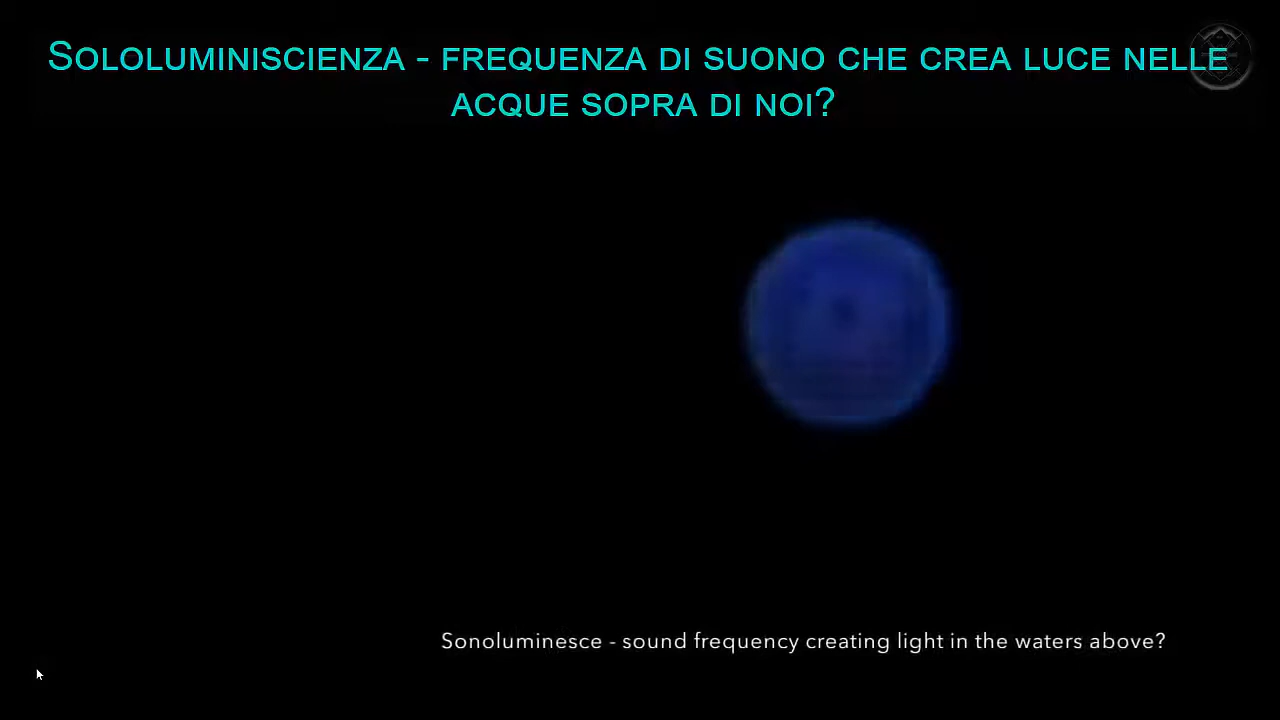 Sololuminiscienza - frequenza di suono che crea luce nelle
acque sopra di noi?
Sonoluminesce - sound frequency creating light in the waters above?